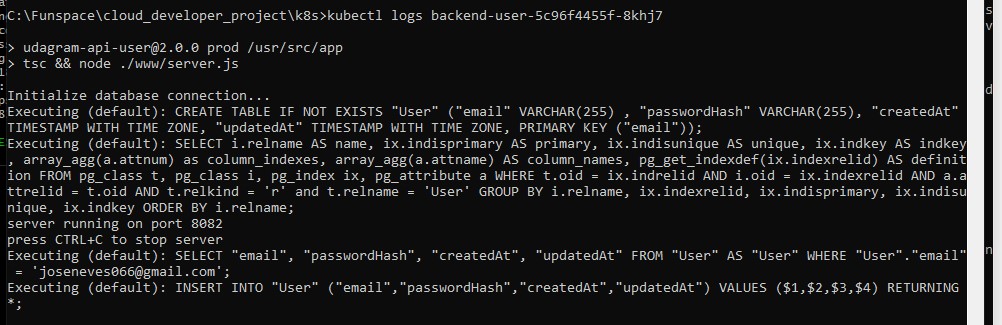 C:\Funspace\cloud_developer_project\k8s>kubectl logs backend-user-5c96f4455f-8khj7
> udagram-api-user@2.0.0 prod /usr/src/app
> tsc && node ./www/server.js
Initialize database connection...
Executing (default): CREATE TABLE IF NOT EXISTS "User" ("email" VARCHAR(255) , "passwordHash" VARCHAR(255), "createdAt"
TIMESTAMP WITH TIME ZONE, "updatedAt" TIMESTAMP WITH TIME ZONE, PRIMARY KEY ("email"));
Executing (default): SELECT i.relname AS name, ix.indisprimary AS primary, ix.indisunique AS unique, ix.indkey AS indkey
, array_agg(a.attnum) as column_indexes, array_agg(a.attname) AS column_names, pg_get_indexdef(ix.indexrelid) AS definit
ion FROM pg_class t, pg_class i, pg_index ix, pg_attribute a WHERE t.oid = ix.indrelid AND i.oid = ix.indexrelid AND a.a
ttrelid = t.oid AND t.relkind = 'r' and t.relname = 'User' GROUP BY i.relname, ix.indexrelid, ix.indisprimary, ix.indisu
nique, ix.indkey ORDER BY i.relname;
server running on port 8082
press CTRL+C to stop server
Executing (default): SELECT "email", "passwordHash", "createdAt", "updatedAt" FROM "User" AS "User" WHERE "User"."email"
 = 'joseneves066@gmail.com';
Executing (default): INSERT INTO "User" ("email","passwordHash","createdAt","updatedAt") VALUES ($1,$2,$3,$4) RETURNING
*;